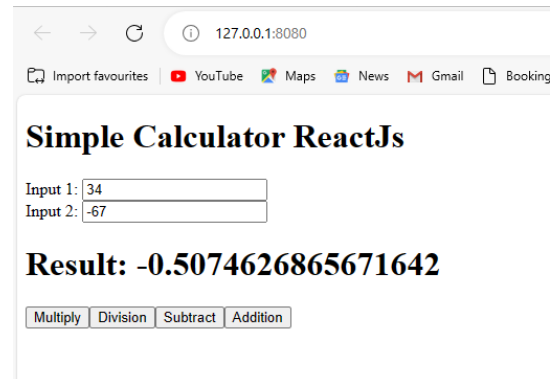 127.0.0.1:8080
Import favourites YouTube Maps News Gmail Booking
Simple Calculator ReactJs
Input 1: 34
Input 2: -67
Result: -0.5074626865671642
Multiply Division Subtract Addition